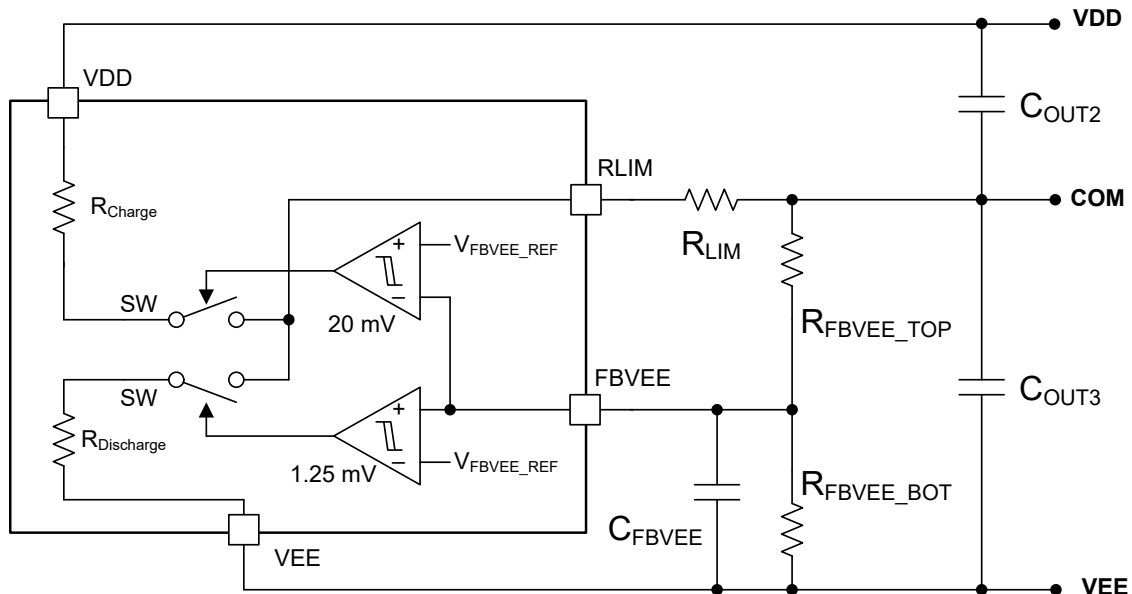 VDD
VDD
COUT2
RLIM
COM
RCharge
VFBVEE_REF
RLIM
+
−
SW
20 mV
RFBVEE_TOP
FBVEE
SW
COUT3
+
RDischarge
−
1.25 mV
VFBVEE_REF
RFBVEE_BOT
CFBVEE
VEE
VEE